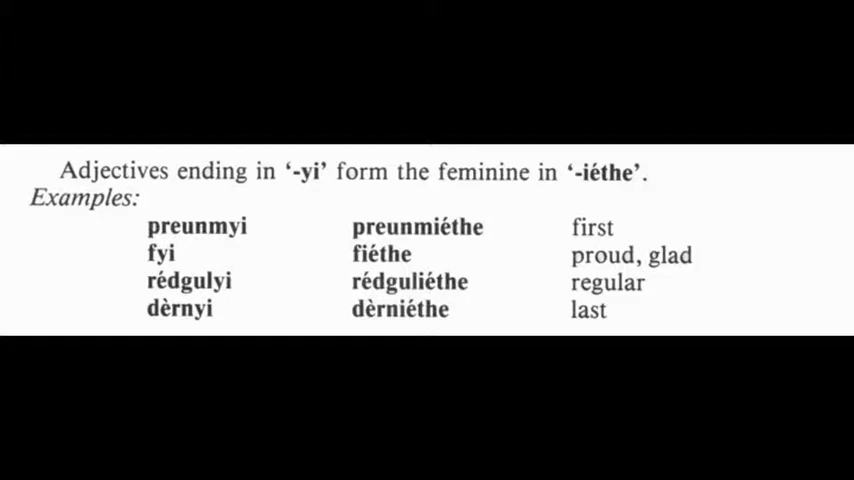 Adjectives ending in ‘-yi’ form the feminine in ‘-iéthe’.
Examples:
preunmyi preunmiéthe first
fyi fiéthe proud, glad
rédgulyi rédguliéthe regular
dèrnyi dèrniéthe last